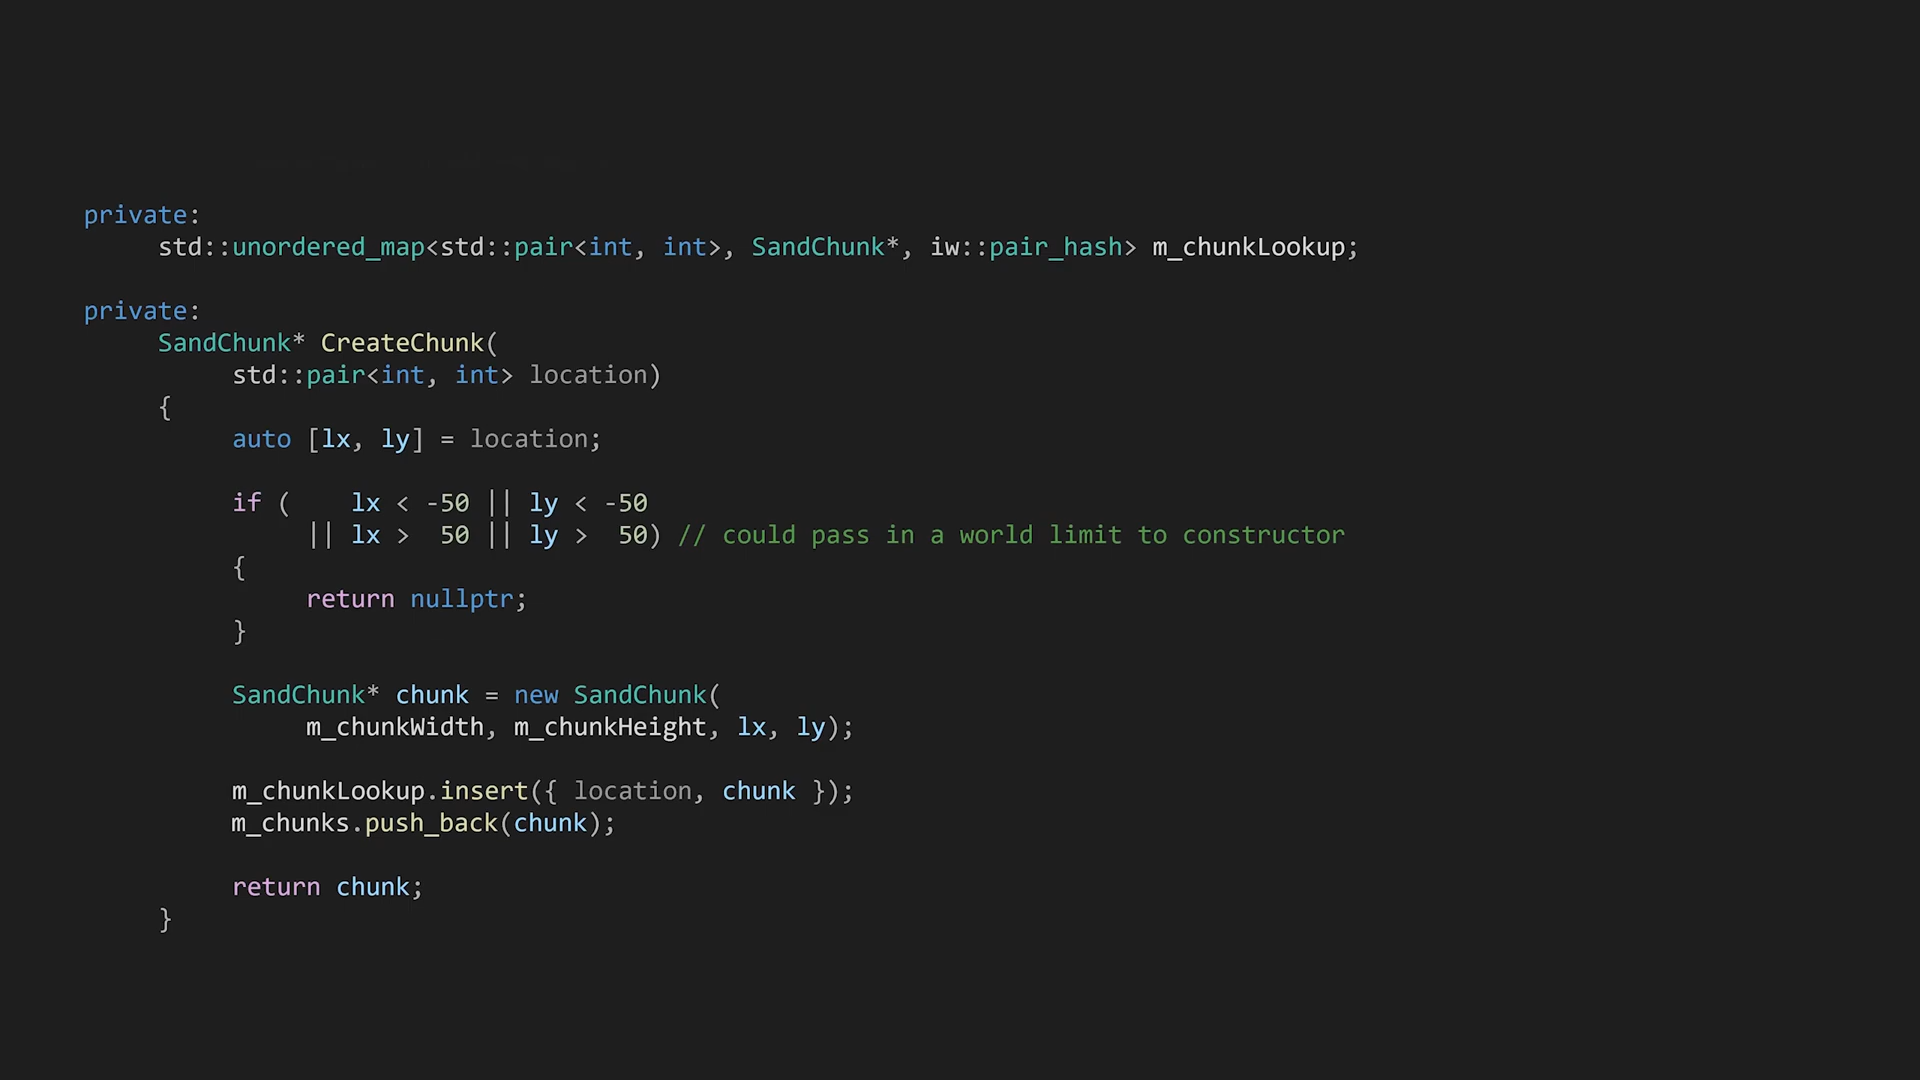 private:
     std::unordered_map<std::pair<int, int>, SandChunk*, iw::pair_hash> m_chunkLookup;
private:
     SandChunk* CreateChunk(
          std::pair<int, int> location)
     {
          auto [lx, ly] = location;
          if (    lx < -50 || ly < -50
               || lx >  50 || ly >  50) // could pass in a world limit to constructor
          {
               return nullptr;
          }
          SandChunk* chunk = new SandChunk(
               m_chunkWidth, m_chunkHeight, lx, ly);
          m_chunkLookup.insert({ location, chunk });
          m_chunks.push_back(chunk);
          return chunk;
     }